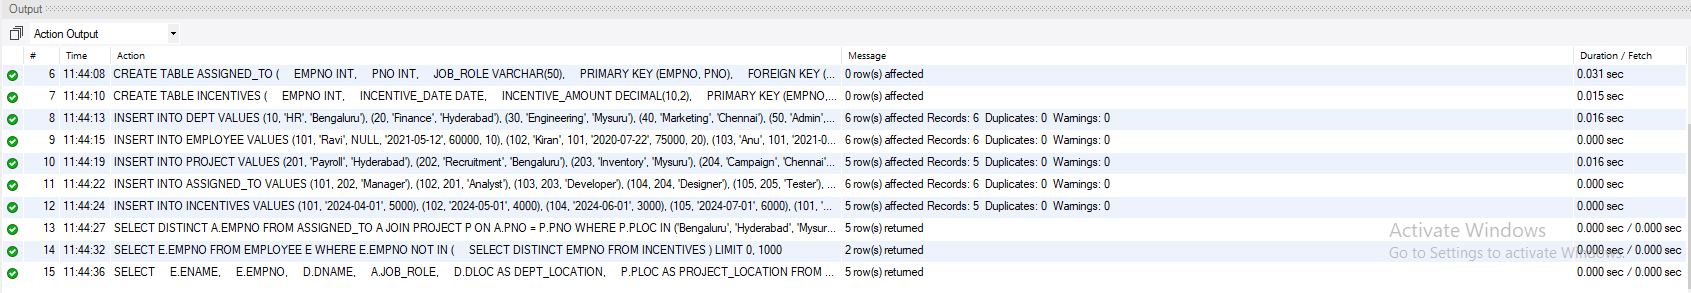 Output
Action Output
# Time Action Message Duration / Fetch
6 11:44:08 CREATE TABLE ASSIGNED_TO ( EMPNO INT, PNO INT, JOB_ROLE VARCHAR(50), PRIMARY KEY (EMPNO, PNO), FOREIGN KEY (... 0 row(s) affected 0.031 sec
7 11:44:10 CREATE TABLE INCENTIVES ( EMPNO INT, INCENTIVE_DATE DATE, INCENTIVE_AMOUNT DECIMAL(10,2), PRIMARY KEY (EMPNO,... 0 row(s) affected 0.015 sec
8 11:44:13 INSERT INTO DEPT VALUES (10, 'HR', 'Bengaluru'), (20, 'Finance', 'Hyderabad'), (30, 'Engineering', 'Mysuru'), (40, 'Marketing', 'Chennai'), (50, 'Admin',... 6 row(s) affected Records: 6 Duplicates: 0 Warnings: 0 0.016 sec
9 11:44:15 INSERT INTO EMPLOYEE VALUES (101, 'Ravi', NULL, '2021-05-12', 60000, 10), (102, 'Kiran', 101, '2020-07-22', 75000, 20), (103, 'Anu', 101, '2021-0... 6 row(s) affected Records: 6 Duplicates: 0 Warnings: 0 0.000 sec
10 11:44:19 INSERT INTO PROJECT VALUES (201, 'Payroll', 'Hyderabad'), (202, 'Recruitment', 'Bengaluru'), (203, 'Inventory', 'Mysuru'), (204, 'Campaign', 'Chennai'... 5 row(s) affected Records: 5 Duplicates: 0 Warnings: 0 0.016 sec
11 11:44:22 INSERT INTO ASSIGNED_TO VALUES (101, 202, 'Manager'), (102, 201, 'Analyst'), (103, 203, 'Developer'), (104, 204, 'Designer'), (105, 205, 'Tester'), ... 6 row(s) affected Records: 6 Duplicates: 0 Warnings: 0 0.000 sec
12 11:44:24 INSERT INTO INCENTIVES VALUES (101, '2024-04-01', 5000), (102, '2024-05-01', 4000), (104, '2024-06-01', 3000), (105, '2024-07-01', 6000), (101, '... 5 row(s) affected Records: 5 Duplicates: 0 Warnings: 0 0.000 sec
13 11:44:27 SELECT DISTINCT A.EMPNO FROM ASSIGNED_TO A JOIN PROJECT P ON A.PNO = P.PNO WHERE P.PLOC IN ('Bengaluru', 'Hyderabad', 'Mysur... 5 row(s) returned 0.000 sec / 0.000 sec
14 11:44:32 SELECT E.EMPNO FROM EMPLOYEE E WHERE E.EMPNO NOT IN ( SELECT DISTINCT EMPNO FROM INCENTIVES ) LIMIT 0, 1000 2 row(s) returned 0.000 sec / 0.000 sec
15 11:44:36 SELECT E.ENAME, E.EMPNO, D.DNAME, A.JOB_ROLE, D.DLOC AS DEPT_LOCATION, P.PLOC AS PROJECT_LOCATION FROM ... 5 row(s) returned 0.000 sec / 0.000 sec
Activate Windows
Go to Settings to activate Windows.